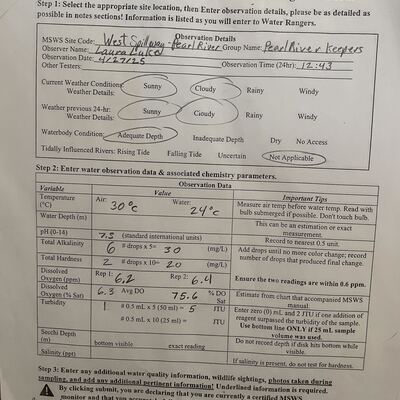 Step 1: Select the appropriate site location, then Enter observation details, please be as detailed as
possible in notes sections! Information is listed as you will enter to Water Rangers.
Observation Details
MSWS Site Code: West Spillway - Pearl River Group Name: Pearl River Keepers
Observer Name: Laura
Observation Date: 4/27/25 Observation Time (24hr): 12:43
Other Testers:
Current Weather Conditions: Sunny Cloudy Rainy Windy
Weather Details:
Weather previous 24-hr: Sunny Cloudy Rainy Windy
Weather Details:
Waterbody Condition: Adequate Depth Inadequate Depth Dry No Access
Tidally Influenced Rivers: Rising Tide Falling Tide Uncertain Not Applicable
Step 2: Enter water observation data & associated chemistry parameters.
Observation Data
Variable Value Important Tips
Temperature (°C) Air: 30°C Water: 24°C Measure air temp before water temp. Read with
bulb submerged if possible. Don't touch bulb.
Water Depth (m) This can be an estimation or exact
measurement.
pH (0-14) 7.5 (standard international units) Record to nearest 0.5 unit.
Total Alkalinity 6 # drops x 5= 30 (mg/L) Add drops until no more color change; record
Total Hardness 2 # drops x 10= 20 (mg/L) number of drops that produced final change.
Dissolved Oxygen (ppm) Rep 1: 6.2 Rep 2: 6.4 Ensure the two readings are within 0.6 ppm.
Dissolved Oxygen (% Sat) 6.3 Avg DO 75.6 % DO Sat Estimate from chart that accompanied MSWS
manual
Turbidity 1 # 0.5 mL x 5 (50 ml) = 5 JTU Enter zero (0) mL and 2 JTU if one addition of
reagent surpassed the turbidity of the sample.
# 0.5 mL x 10 (25 ml) = JTU Use bottom line ONLY if 25 mL sample
volume was used.
Secchi Depth (m) bottom visible exact reading Do not record depth if disk hits bottom while
visible.
Salinity (ppt) If salinity is present, do not test for hardness.
Step 3: Enter any additional water quality information, wildlife sightings, photos taken during
sampling, and add any additional pertinent information! Underlined information is required.
By clicking submit, you are declaring that you are currently a certified MSWS
monitor and that you